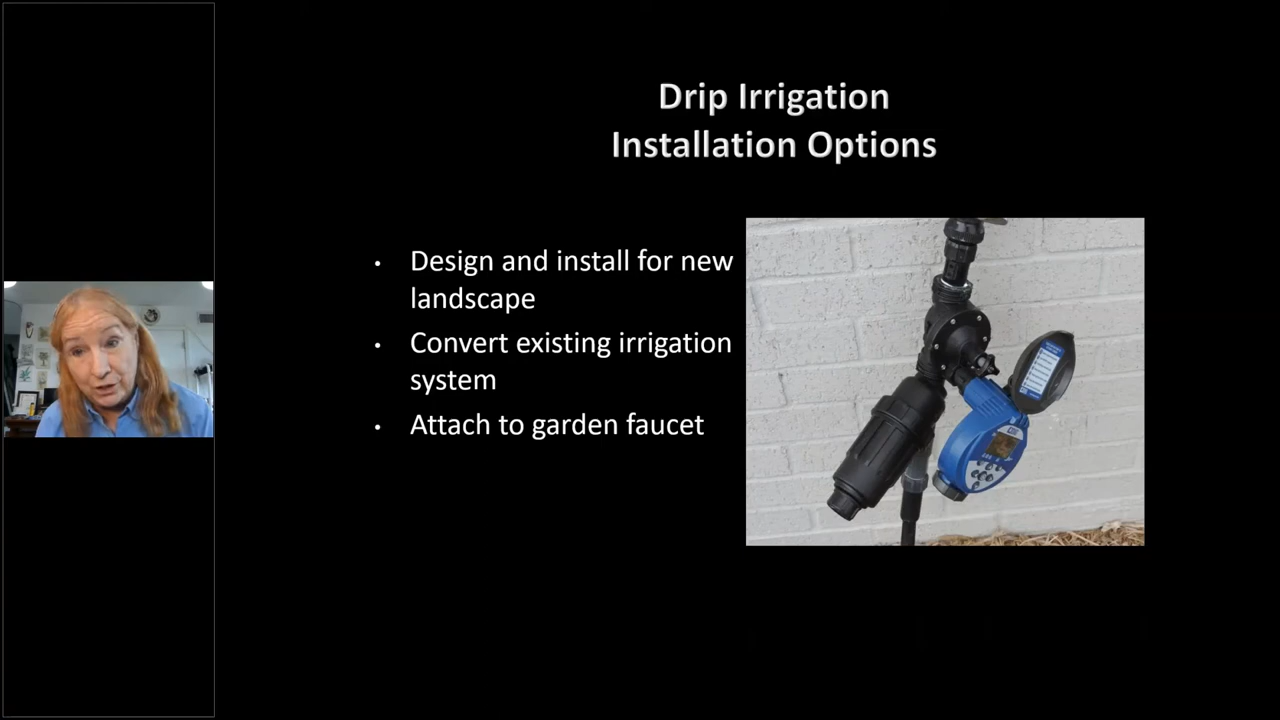 Drip Irrigation
Installation Options
• Design and install for new
landscape
• Convert existing irrigation
system
• Attach to garden faucet